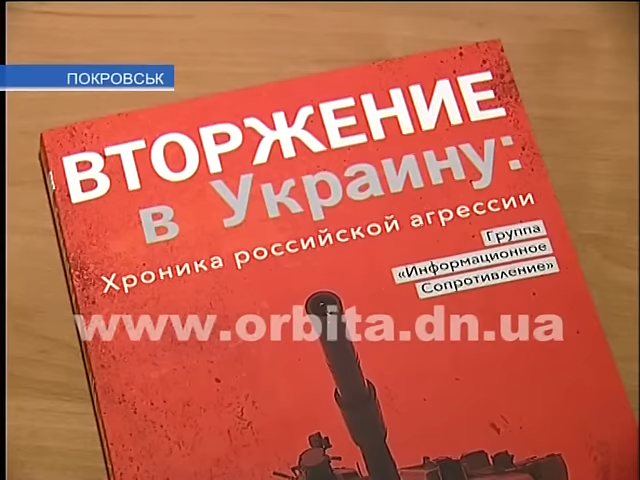 ПОКРОВСЬК
ВТОРЖЕНИЕ
в Украину:
Хроника российской агрессии
Группа
«Информационное
Сопротивление»
www.orbita.dn.ua